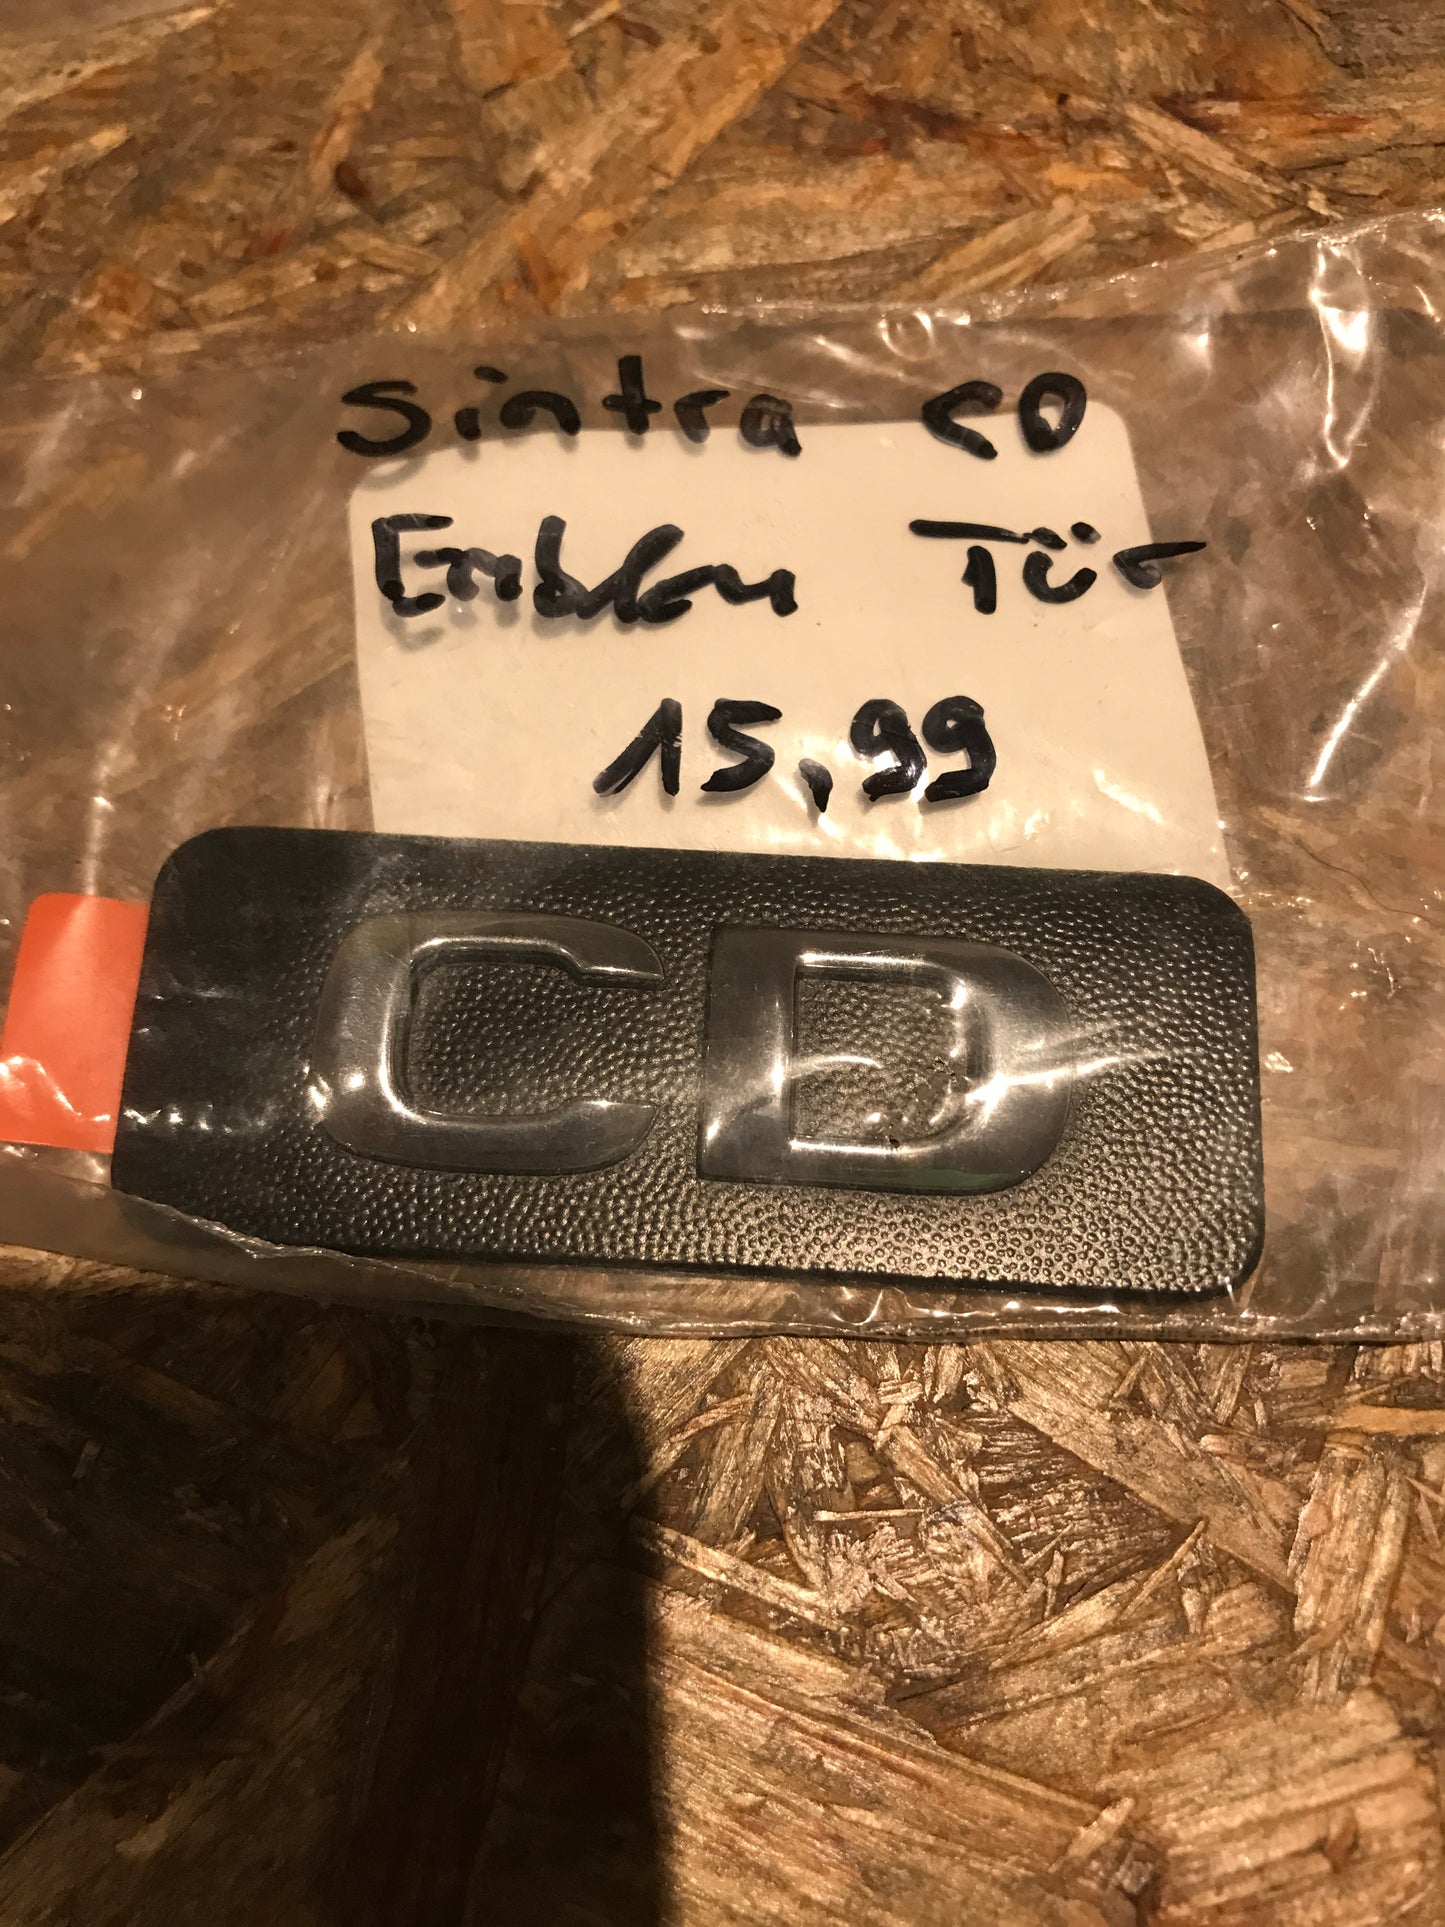 Sintra CD
Emblem Tür
15,99
CD